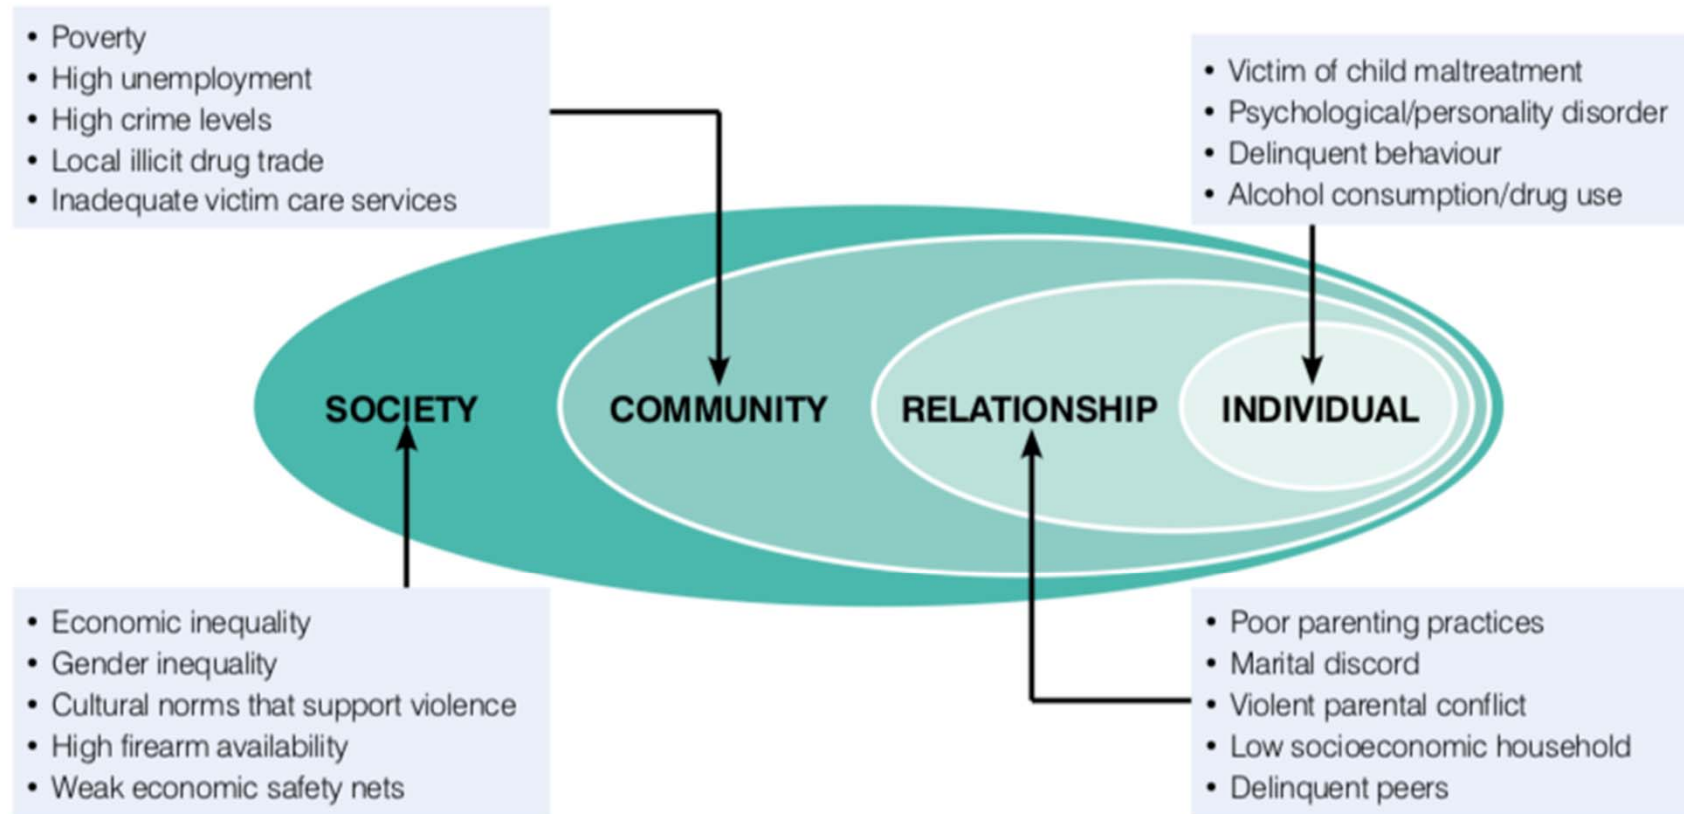 • Poverty
• High unemployment
• High crime levels
• Local illicit drug trade
• Inadequate victim care services
• Victim of child maltreatment
• Psychological/personality disorder
• Delinquent behaviour
• Alcohol consumption/drug use
SOCIETY COMMUNITY RELATIONSHIP INDIVIDUAL
• Economic inequality
• Gender inequality
• Cultural norms that support violence
• High firearm availability
• Weak economic safety nets
• Poor parenting practices
• Marital discord
• Violent parental conflict
• Low socioeconomic household
• Delinquent peers